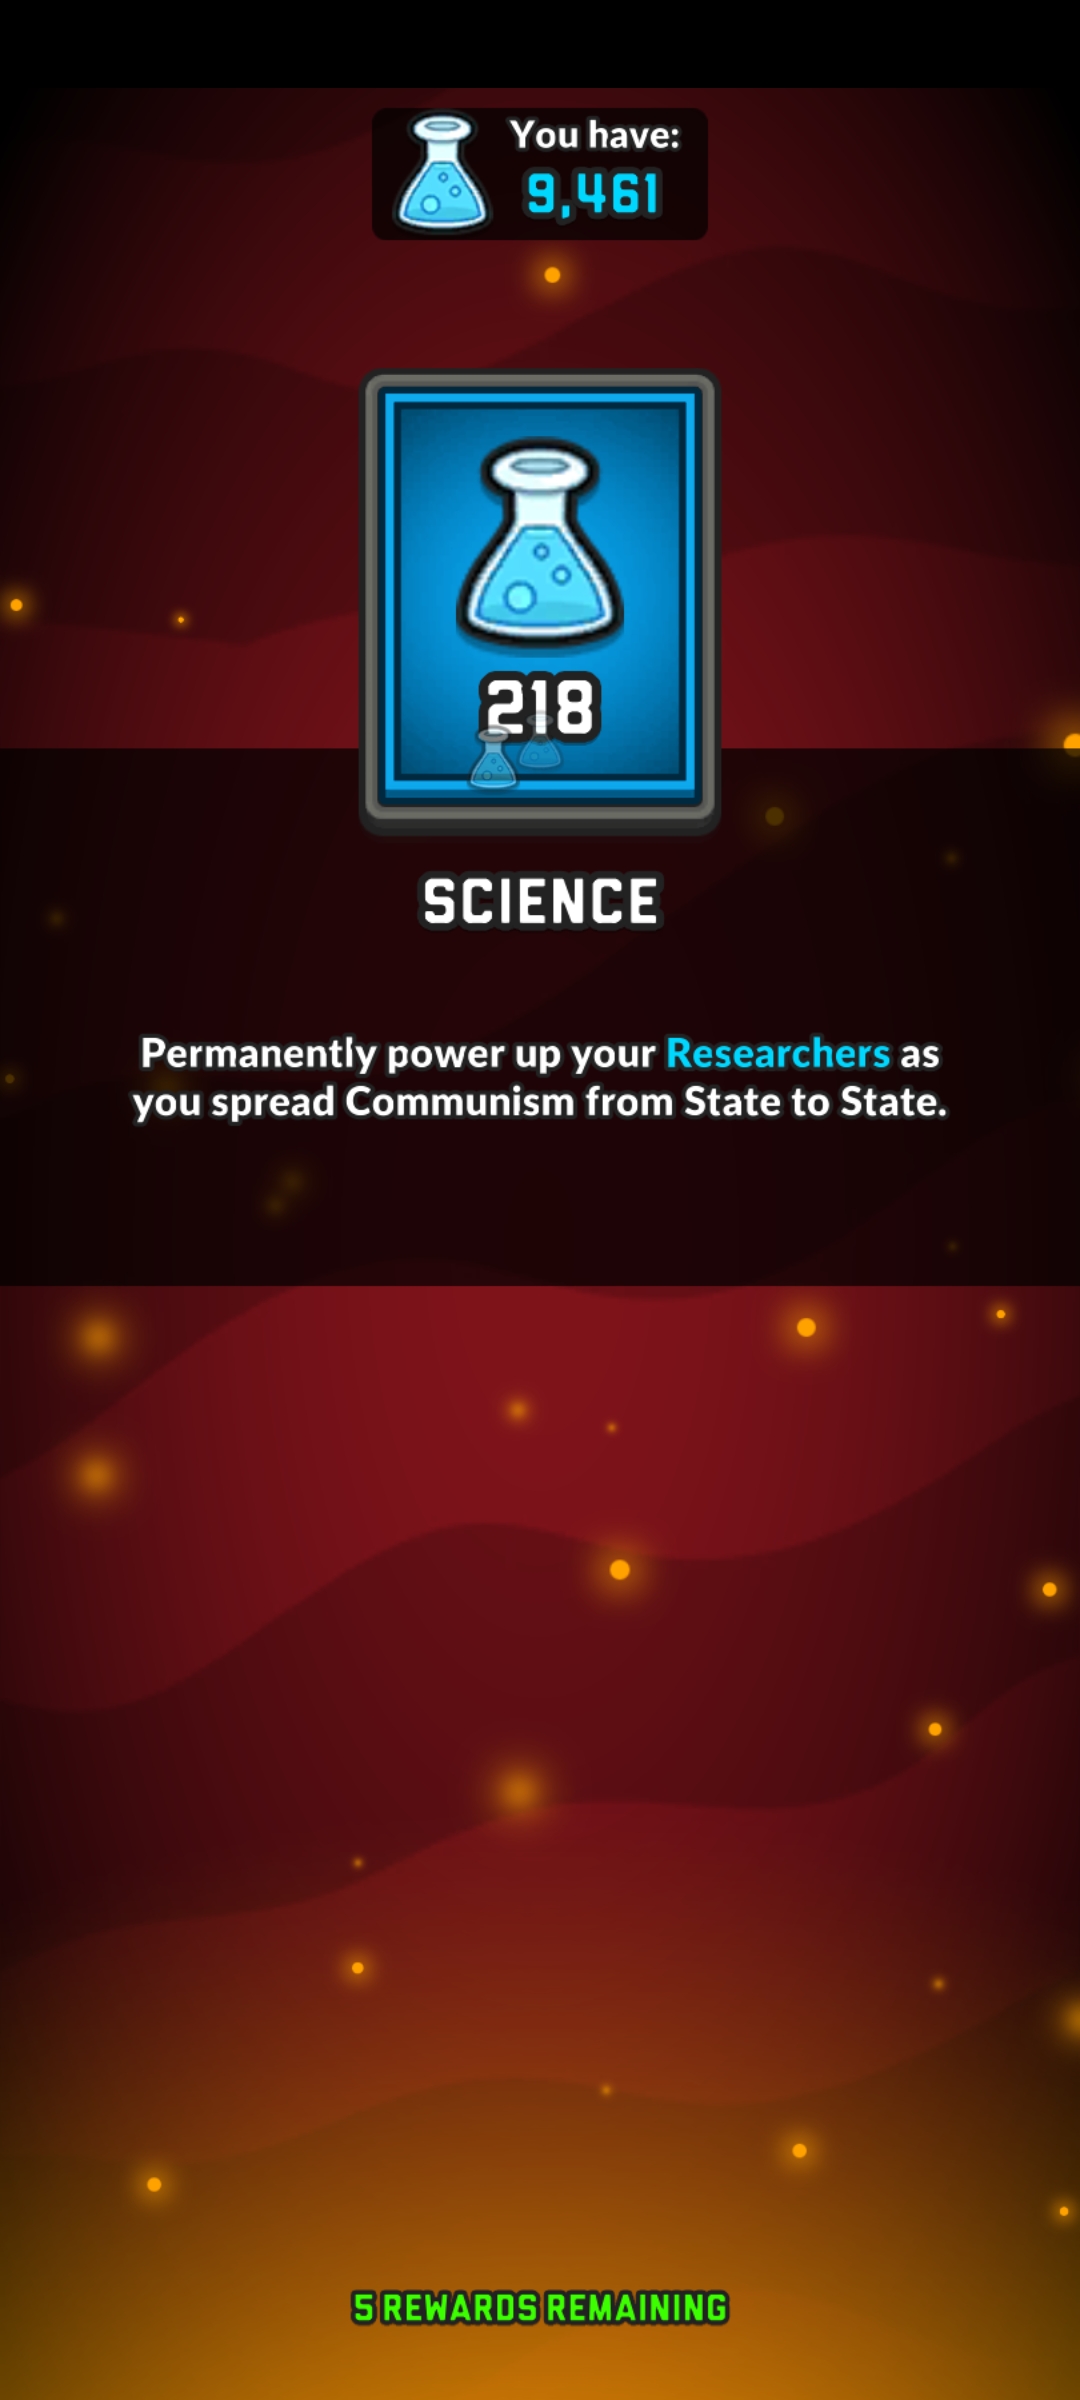 You have:
9,461
218
SCIENCE
Permanently power up your Researchers as
you spread Communism from State to State.
5 REWARDS REMAINING